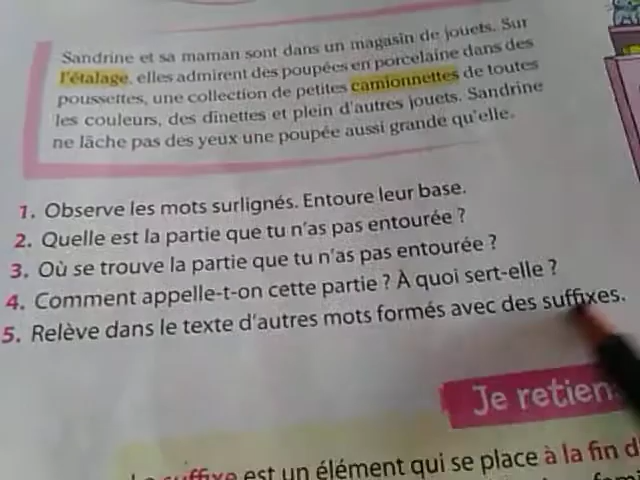 Sandrine et sa maman sont dans un magasin de jouets. Sur
l'étalage, elles admirent des poupées en porcelaine dans des
poussettes, une collection de petites camionnettes de toutes
les couleurs, des dînettes et plein d'autres jouets. Sandrine
ne lâche pas des yeux une poupée aussi grande qu'elle.
1. Observe les mots surlignés. Entoure leur base.
2. Quelle est la partie que tu n'as pas entourée ?
3. Où se trouve la partie que tu n'as pas entourée ?
4. Comment appelle-t-on cette partie ? À quoi sert-elle ?
5. Relève dans le texte d'autres mots formés avec des suffixes.
Je retien
suffixe est un élément qui se place à la fin d